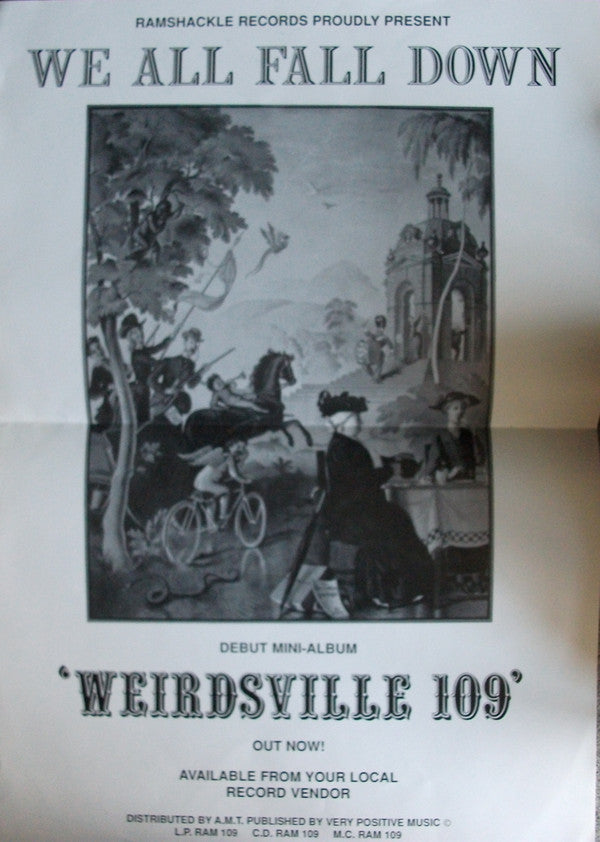 RAMSHACKLE RECORDS PROUDLY PRESENT
WE ALL FALL DOWN
DEBUT MINI-ALBUM
'WEIRDSVILLE 109'
OUT NOW!
AVAILABLE FROM YOUR LOCAL
RECORD VENDOR
DISTRIBUTED BY A.M.T. PUBLISHED BY VERY POSITIVE MUSIC ©
L.P. RAM 109 C.D. RAM 109 M.C. RAM 109